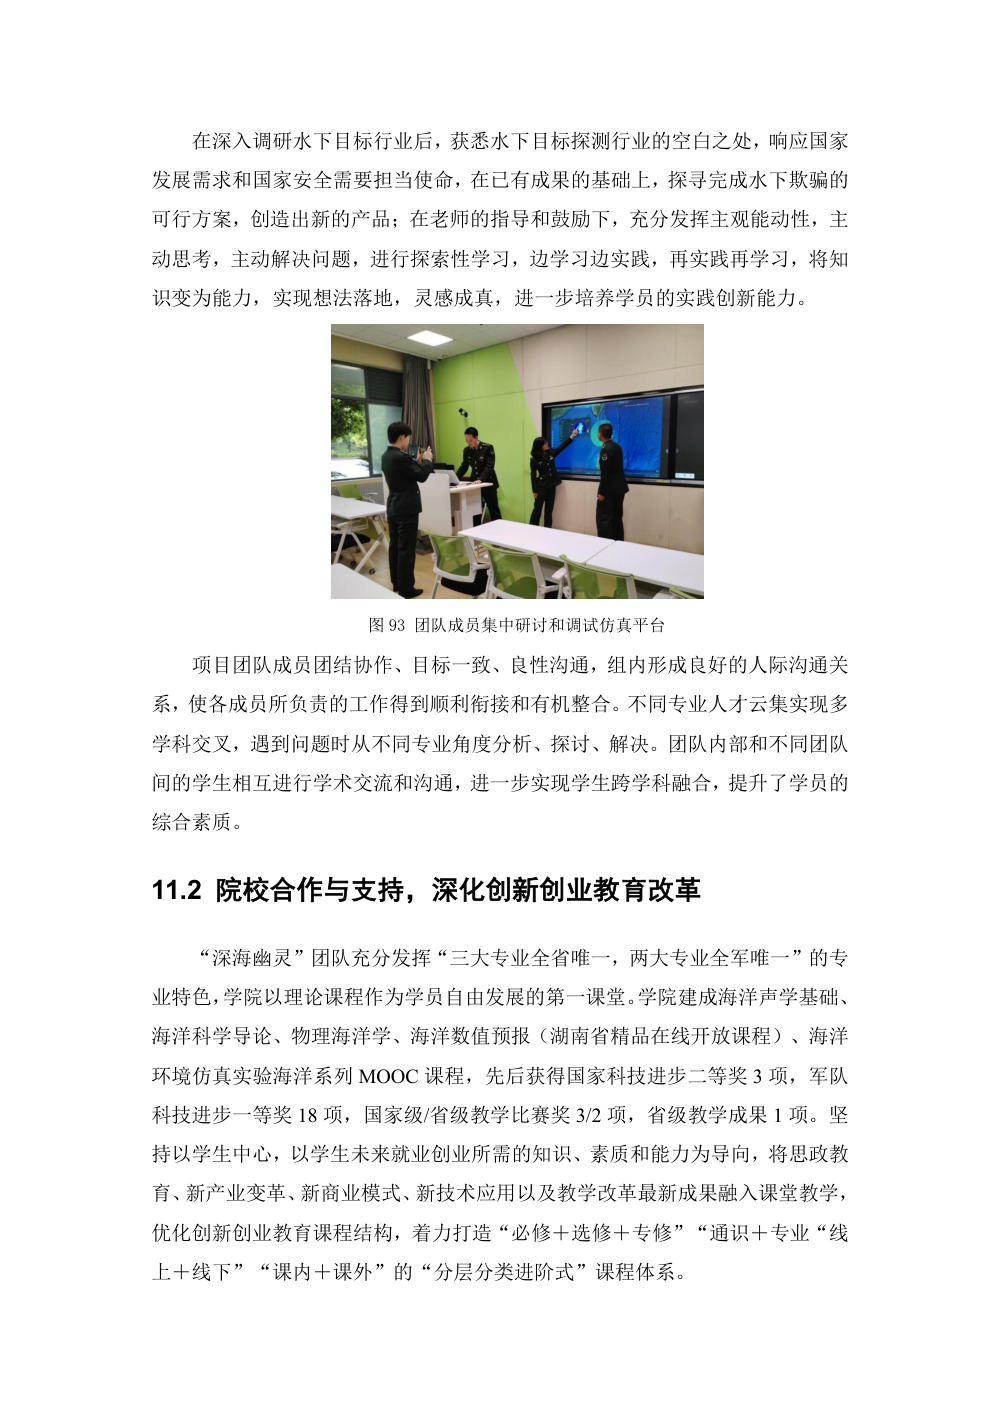 在深入调研水下目标行业后，获悉水下目标探测行业的空白之处，响应国家
发展需求和国家安全需要担当使命，在已有成果的基础上，探寻完成水下欺骗的
可行方案，创造出新的产品；在老师的指导和鼓励下，充分发挥主观能动性，主
动思考，主动解决问题，进行探索性学习，边学习边实践，再实践再学习，将知
识变为能力，实现想法落地，灵感成真，进一步培养学员的实践创新能力。
图 93 团队成员集中研讨和调试仿真平台
项目团队成员团结协作、目标一致、良性沟通，组内形成良好的人际沟通关
系，使各成员所负责的工作得到顺利衔接和有机整合。不同专业人才云集实现多
学科交叉，遇到问题时从不同专业角度分析、探讨、解决。团队内部和不同团队
间的学生相互进行学术交流和沟通，进一步实现学生跨学科融合，提升了学员的
综合素质。
11.2 院校合作与支持，深化创新创业教育改革
“深海幽灵”团队充分发挥“三大专业全省唯一，两大专业全军唯一”的专
业特色，学院以理论课程作为学员自由发展的第一课堂。学院建成海洋声学基础、
海洋科学导论、物理海洋学、海洋数值预报（湖南省精品在线开放课程）、海洋
环境仿真实验海洋系列 MOOC 课程，先后获得国家科技进步二等奖 3 项，军队
科技进步一等奖 18 项，国家级/省级教学比赛奖 3/2 项，省级教学成果 1 项。坚
持以学生中心，以学生未来就业创业所需的知识、素质和能力为导向，将思政教
育、新产业变革、新商业模式、新技术应用以及教学改革最新成果融入课堂教学，
优化创新创业教育课程结构，着力打造“必修＋选修＋专修”“通识＋专业“线
上＋线下”“课内＋课外”的“分层分类进阶式”课程体系。